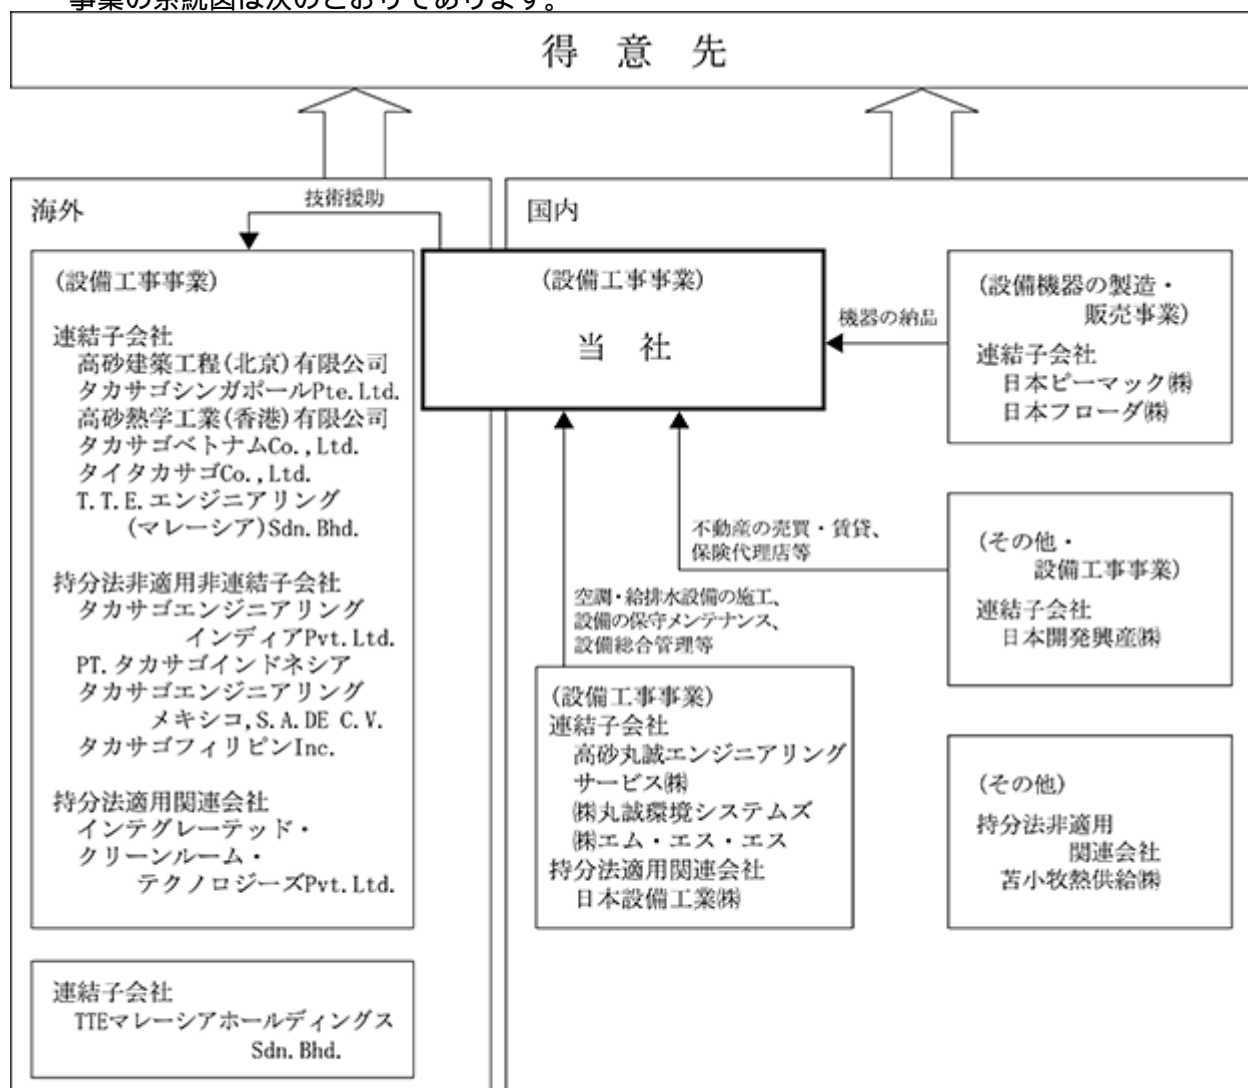 事業の系統図は次のとおりであります。
得意先
海外
技術援助
(設備工事事業)
連結子会社
高砂建築工程(北京)有限公司
タカサゴシンガポールPte.Ltd.
高砂熱学工業(香港)有限公司
タカサゴベトナムCo.,Ltd.
タイタカサゴCo.,Ltd.
T.T.E.エンジニアリング
(マレーシア)Sdn.Bhd.
持分法非適用非連結子会社
タカサゴエンジニアリング
インディアPvt.Ltd.
PT.タカサゴインドネシア
タカサゴエンジニアリング
メキシコ,S.A.DE C.V.
タカサゴフィリピンInc.
持分法適用関連会社
インテグレーテッド・
クリーンルーム・
テクノロジーズPvt.Ltd.
連結子会社
TTEマレーシアホールディングス
Sdn.Bhd.
国内
(設備工事事業)
当社
機器の納品
(設備機器の製造・
販売事業)
連結子会社
日本ピーマック㈱
日本フローダ㈱
不動産の売買・賃貸、
保険代理店等
(その他・
設備工事事業)
連結子会社
日本開発興産㈱
空調・給排水設備の施工、
設備の保守メンテナンス、
設備総合管理等
(設備工事事業)
連結子会社
高砂丸誠エンジニアリング
サービス㈱
㈱丸誠環境システムズ
㈱エム・エス・エス
持分法適用関連会社
日本設備工業㈱
(その他)
持分法非適用
関連会社
苫小牧熱供給㈱